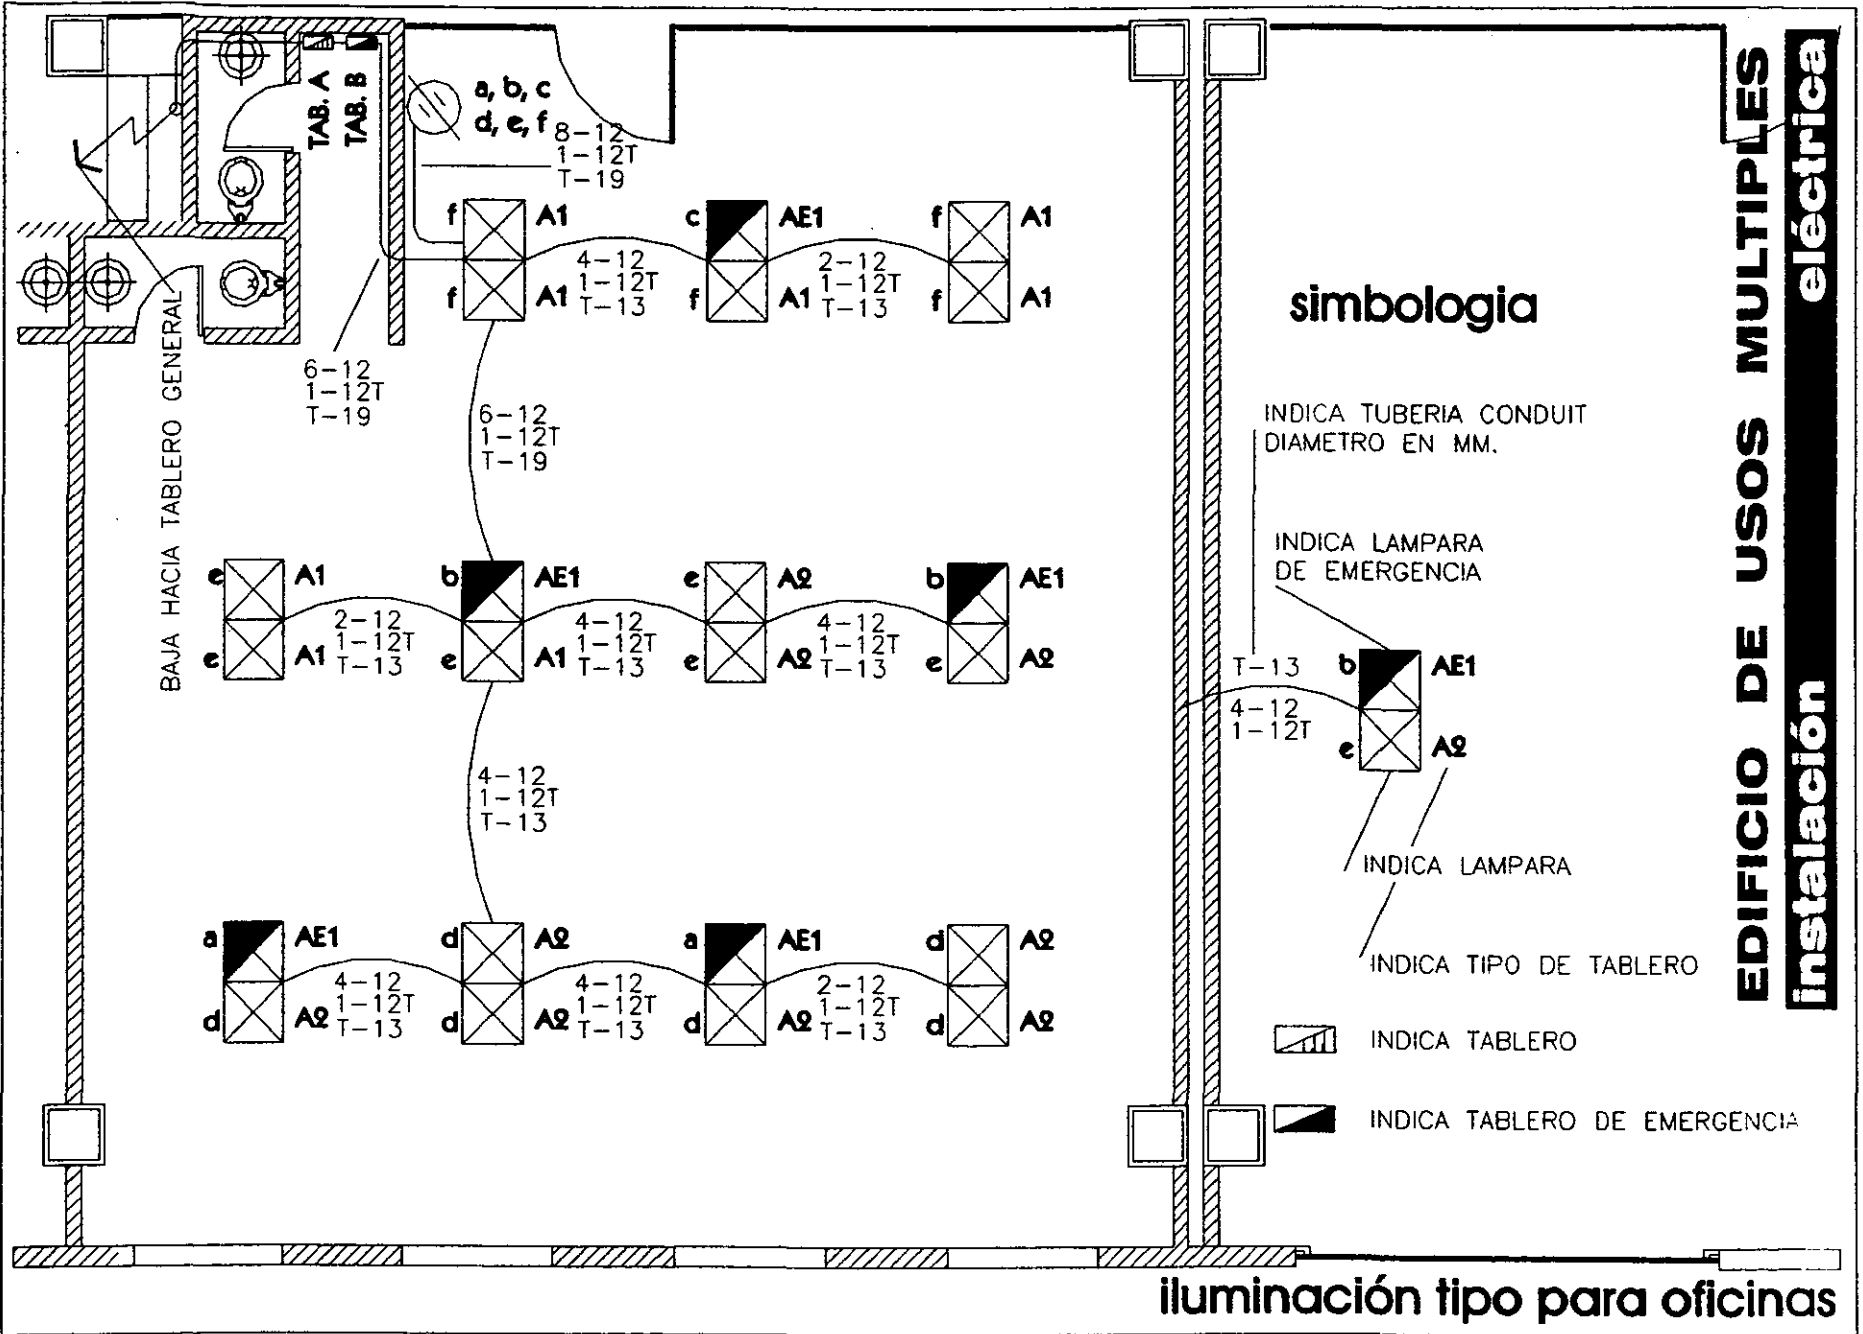 TAB. A
TAB. B
a, b, c
d, e, f
8-12
1-12T
T-19
f A1
f A1
4-12
1-12T
T-13
c AE1
f A1
2-12
1-12T
T-13
f A1
f A1
6-12
1-12T
T-19
BAJA HACIA TABLERO GENERAL
6-12
1-12T
T-19
e A1
e A1
2-12
1-12T
T-13
b AE1
e A1
4-12
1-12T
T-13
e A2
e A2
4-12
1-12T
T-13
b AE1
e A2
4-12
1-12T
T-13
a AE1
d A2
4-12
1-12T
T-13
d A2
d A2
4-12
1-12T
T-13
a AE1
d A2
2-12
1-12T
T-13
d A2
d A2
simbologia
INDICA TUBERIA CONDUIT
DIAMETRO EN MM.
INDICA LAMPARA
DE EMERGENCIA
T-13
4-12
1-12T
b AE1
e A2
INDICA LAMPARA
INDICA TIPO DE TABLERO
INDICA TABLERO
INDICA TABLERO DE EMERGENCIA
EDIFICIO DE USOS MULTIPLES
instalación eléctrica
iluminación tipo para oficinas